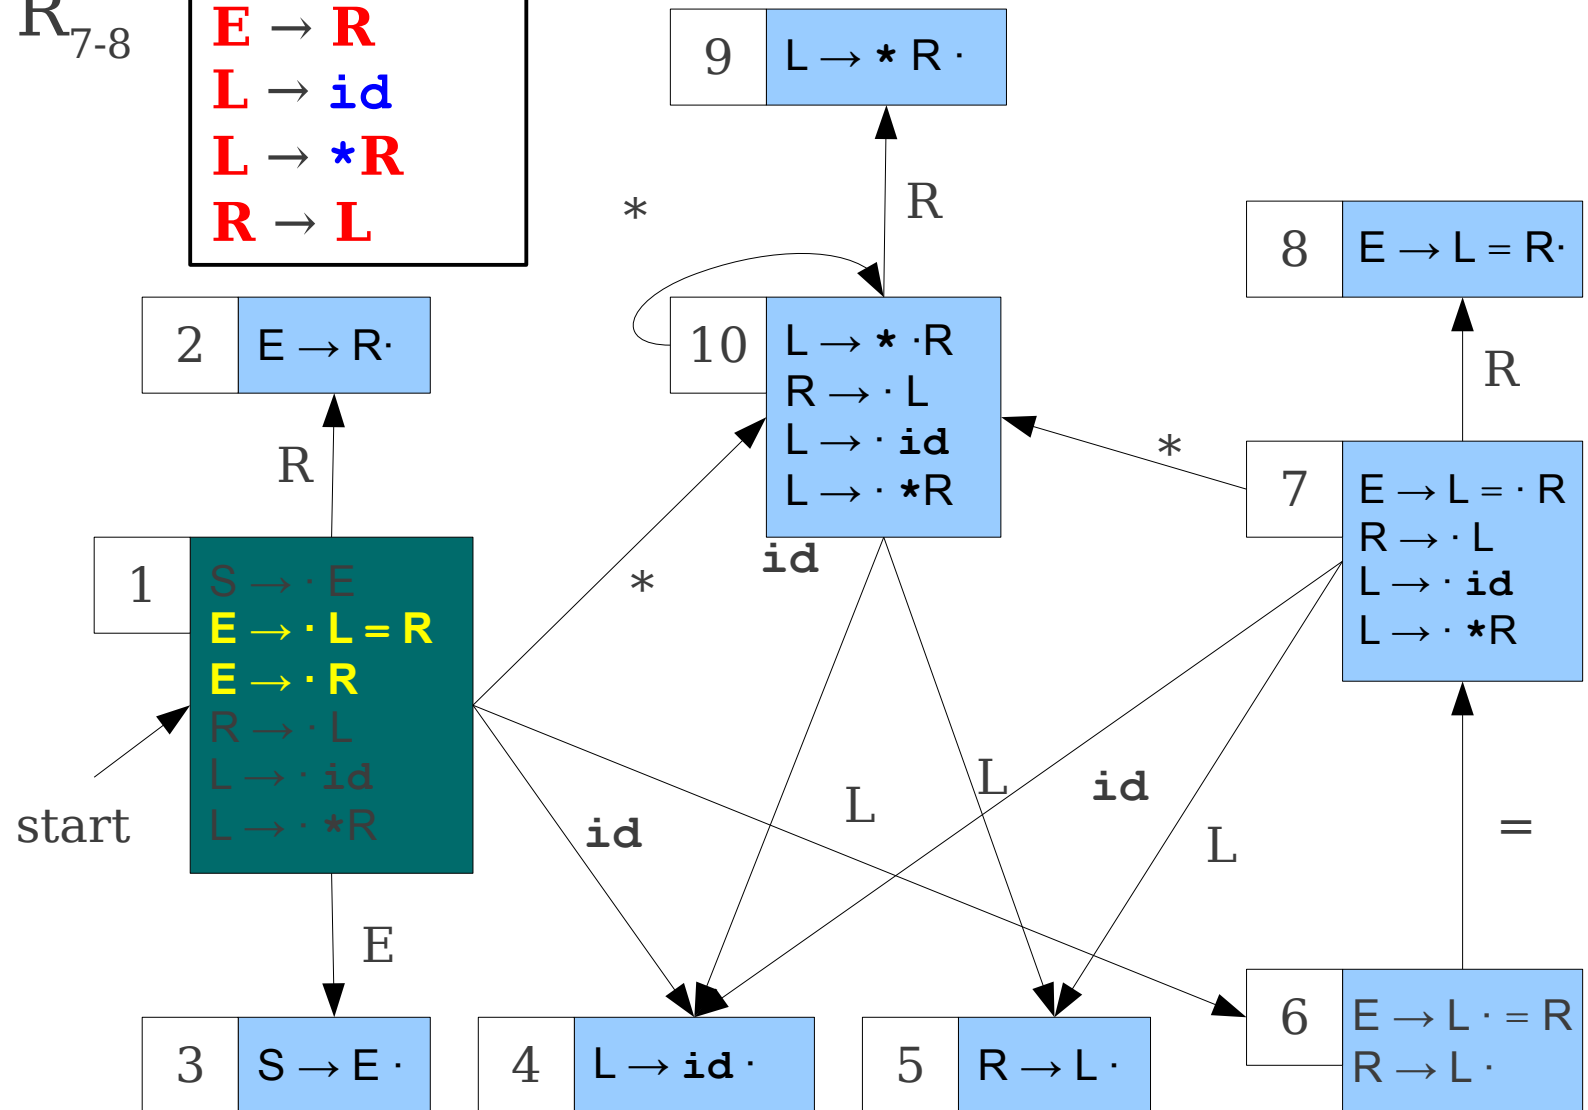 R7-8
E → R
L → id
L → *R
R → L
9
L → * R ·
R
*
8
E → L = R·
R
2
E → R·
R
10
L → * ·R
R → · L
L → · id
L → · *R
*
7
E → L = · R
R → · L
L → · id
L → · *R
1
S → · E
E → · L = R
E → · R
R → · L
L → · id
L → · *R
start
*
id
id
L
L
id
L
=
E
3
S → E ·
4
L → id ·
5
R → L ·
6
E → L · = R
R → L ·